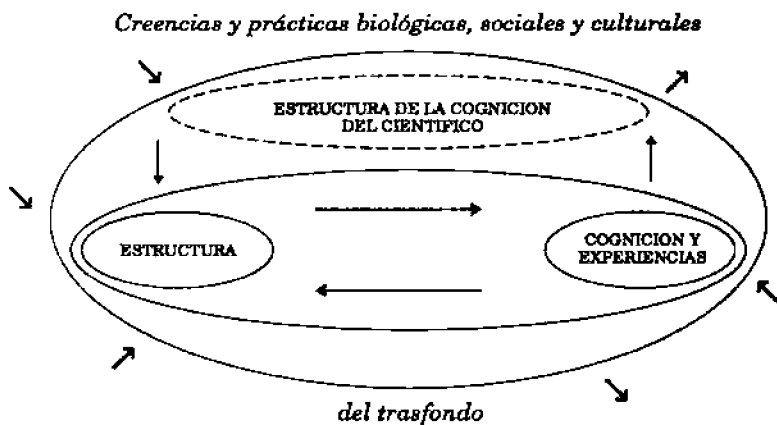 Creencias y prácticas biológicas, sociales y culturales
ESTRUCTURA DE LA COGNICION
DEL CIENTIFICO
ESTRUCTURA
COGNICION Y
EXPERIENCIAS
del trasfondo